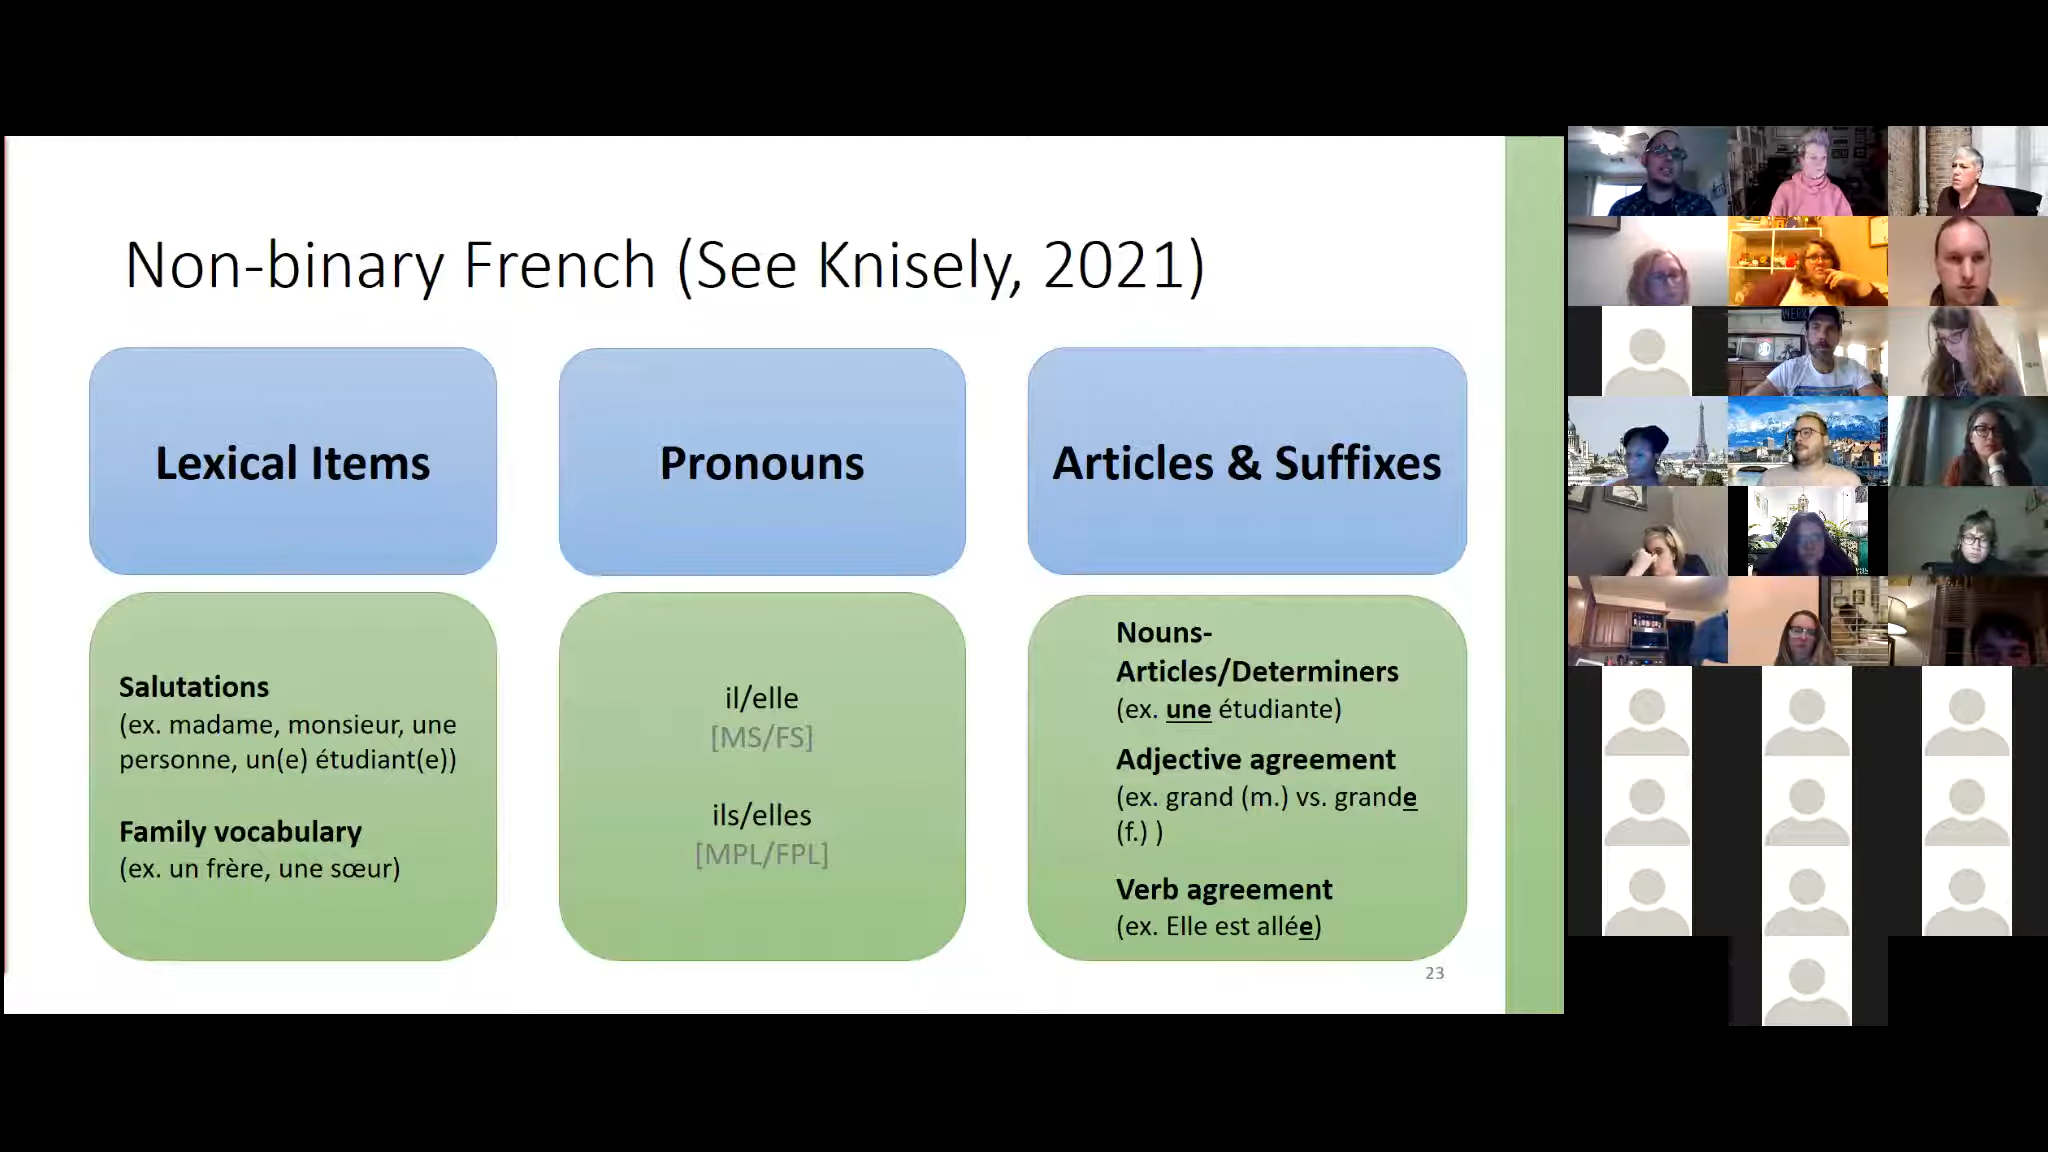 Non-binary French (See Knisely, 2021)
Lexical Items
Pronouns
Articles & Suffixes
Salutations
(ex. madame, monsieur, une
personne, un(e) étudiant(e))
Family vocabulary
(ex. un frère, une sœur)
il/elle
[MS/FS]
ils/elles
[MPL/FPL]
Nouns-
Articles/Determiners
(ex. une étudiante)
Adjective agreement
(ex. grand (m.) vs. grande
(f.) )
Verb agreement
(ex. Elle est allée)
23